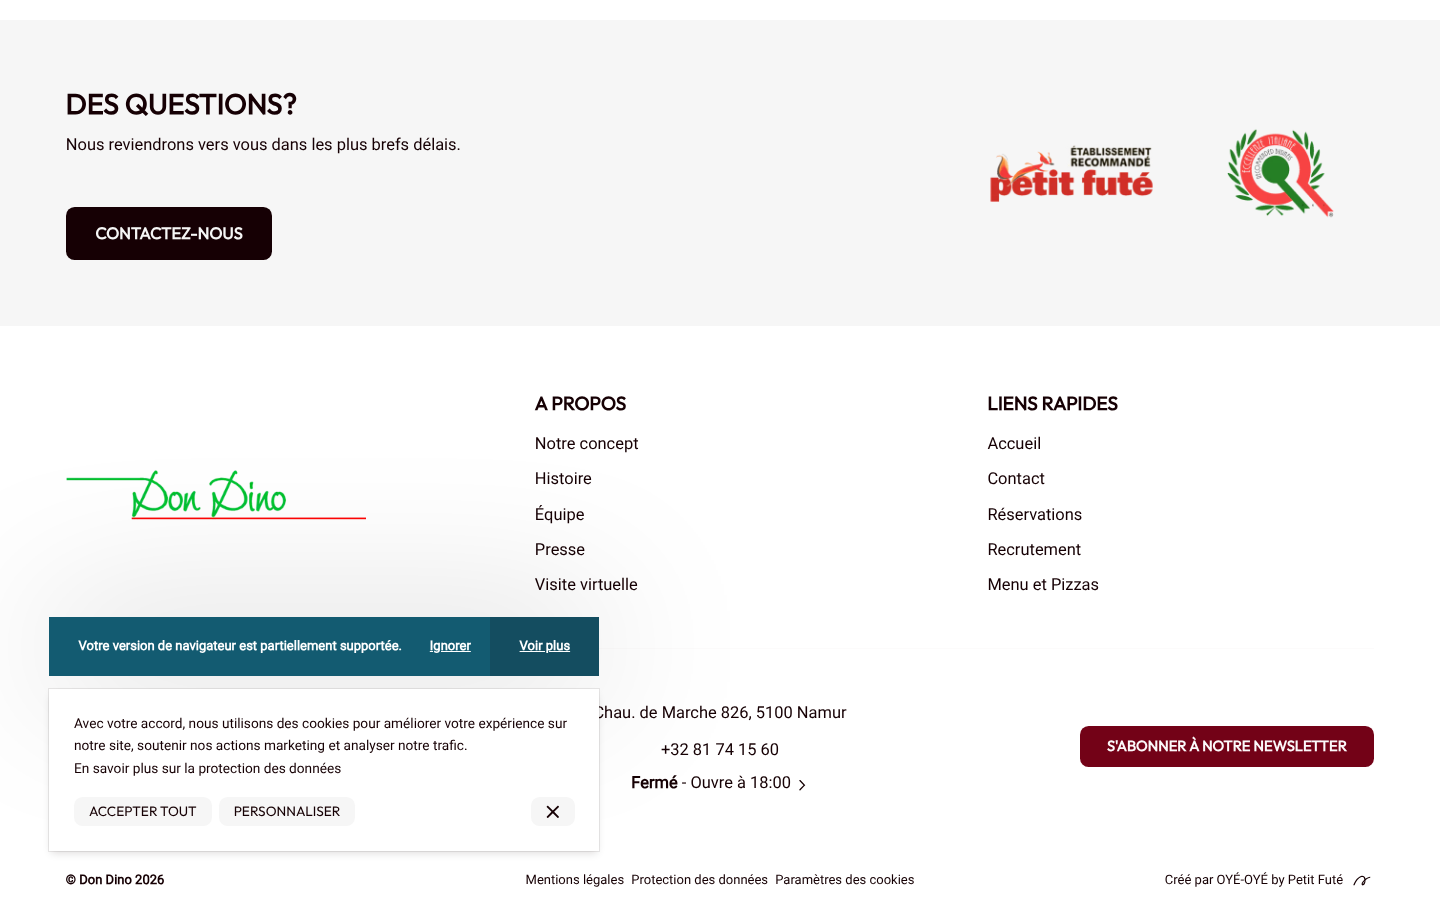 DES QUESTIONS?
Nous reviendrons vers vous dans les plus brefs délais.
CONTACTEZ-NOUS
ÉTABLISSEMENT
RECOMMANDÉ
petit futé
A PROPOS
Notre concept
Histoire
Équipe
Presse
Visite virtuelle
LIENS RAPIDES
Accueil
Contact
Réservations
Recrutement
Menu et Pizzas
Don Dino
Votre version de navigateur est partiellement supportée. Ignorer Voir plus
Avec votre accord, nous utilisons des cookies pour améliorer votre expérience sur
notre site, soutenir nos actions marketing et analyser notre trafic.
En savoir plus sur la protection des données
ACCEPTER TOUT PERSONNALISER
Chau. de Marche 826, 5100 Namur
+32 81 74 15 60
Fermé - Ouvre à 18:00
S'ABONNER À NOTRE NEWSLETTER
© Don Dino 2026
Mentions légales Protection des données Paramètres des cookies
Créé par OYÉ-OYÉ by Petit Futé